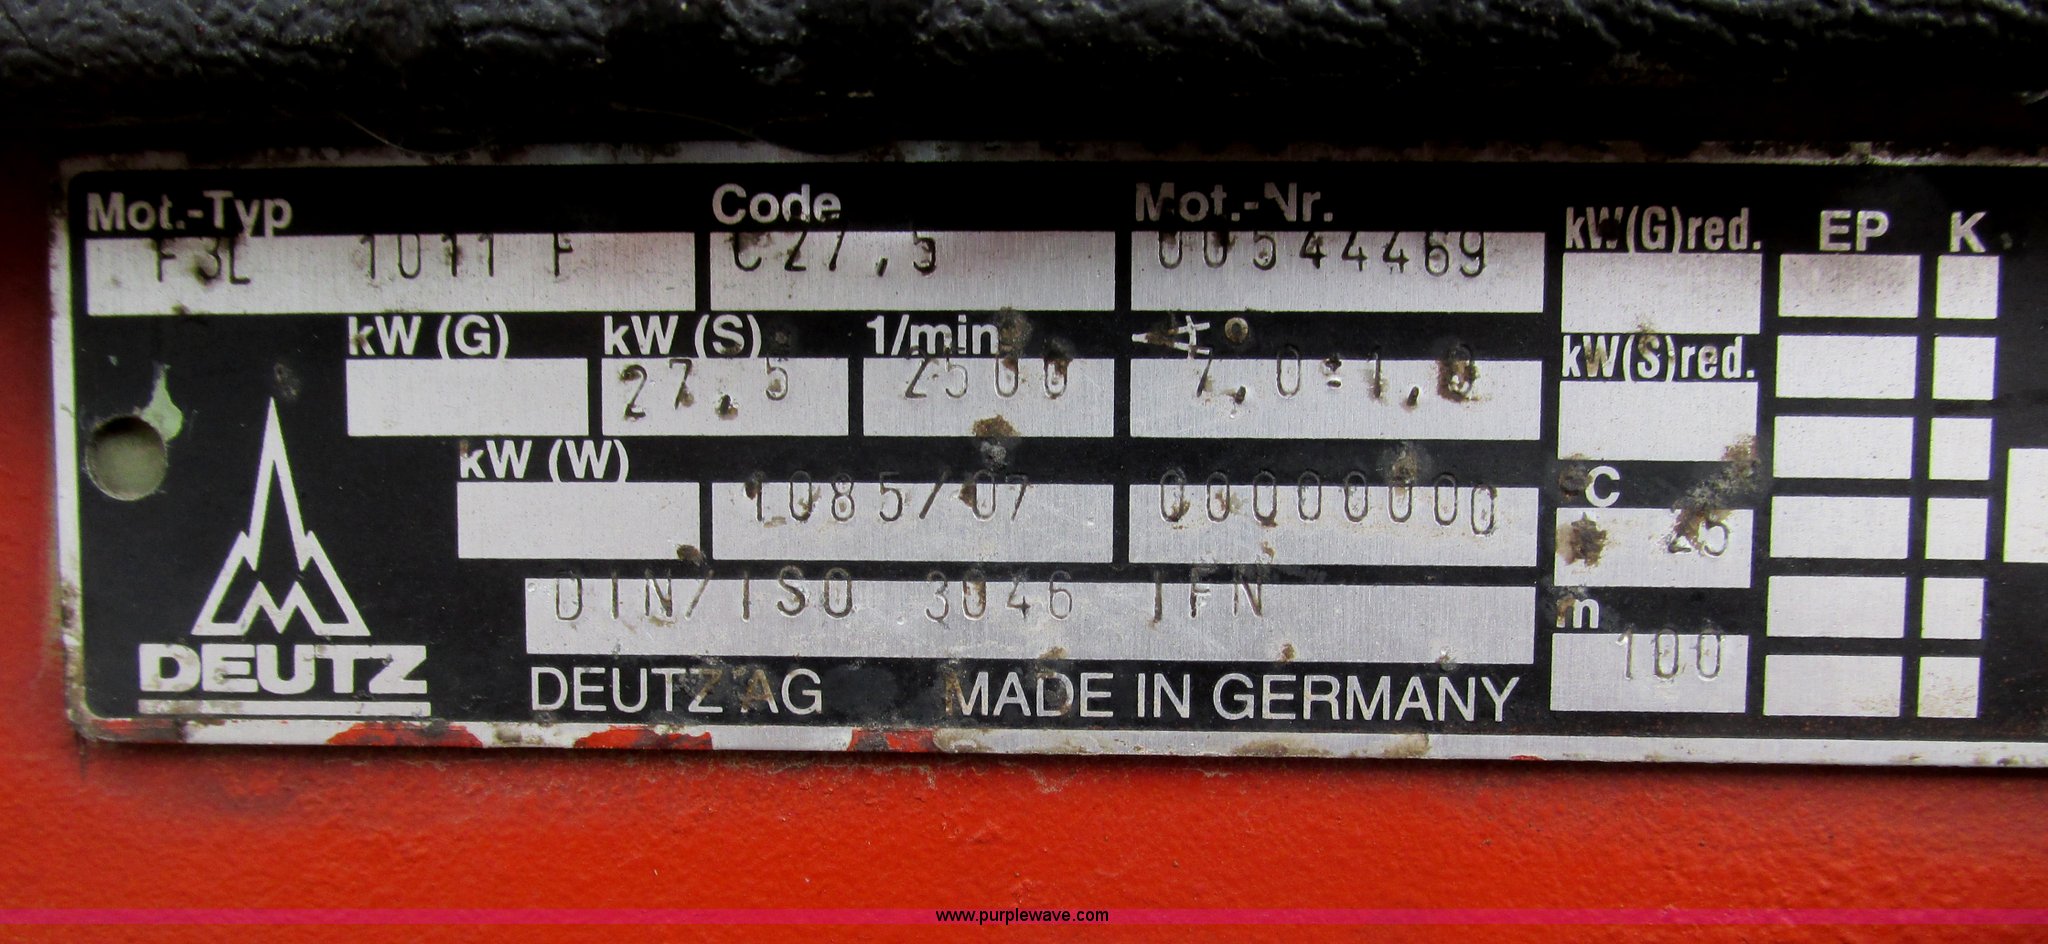 Mot.-Typ Code Mot.-Nr. kW(G)red. EP K
F3L 1011 F C27,5 00544469
kW (G) kW (S) 1/min ∢° kW(S)red.
27,5 2500 7,0±1,0
kW (W) °C
1085/07 00000000 25
DIN/ISO 3046 IFN m
100
DEUTZ DEUTZ AG MADE IN GERMANY
www.purplewave.com